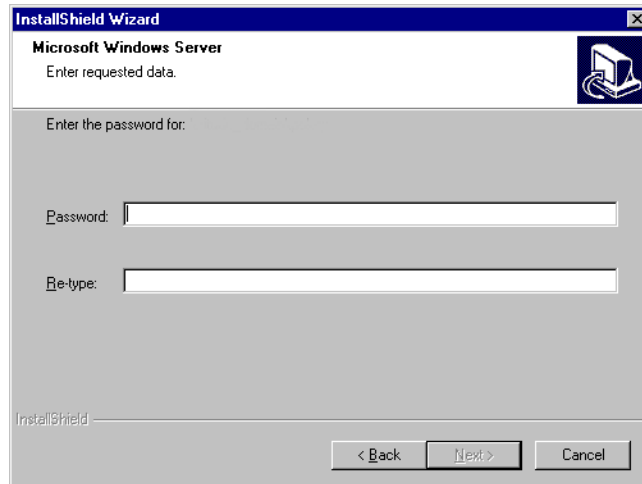 InstallShield Wizard
Microsoft Windows Server
Enter requested data.
Enter the password for:
Password:
Re-type:
InstallShield
< Back Next > Cancel